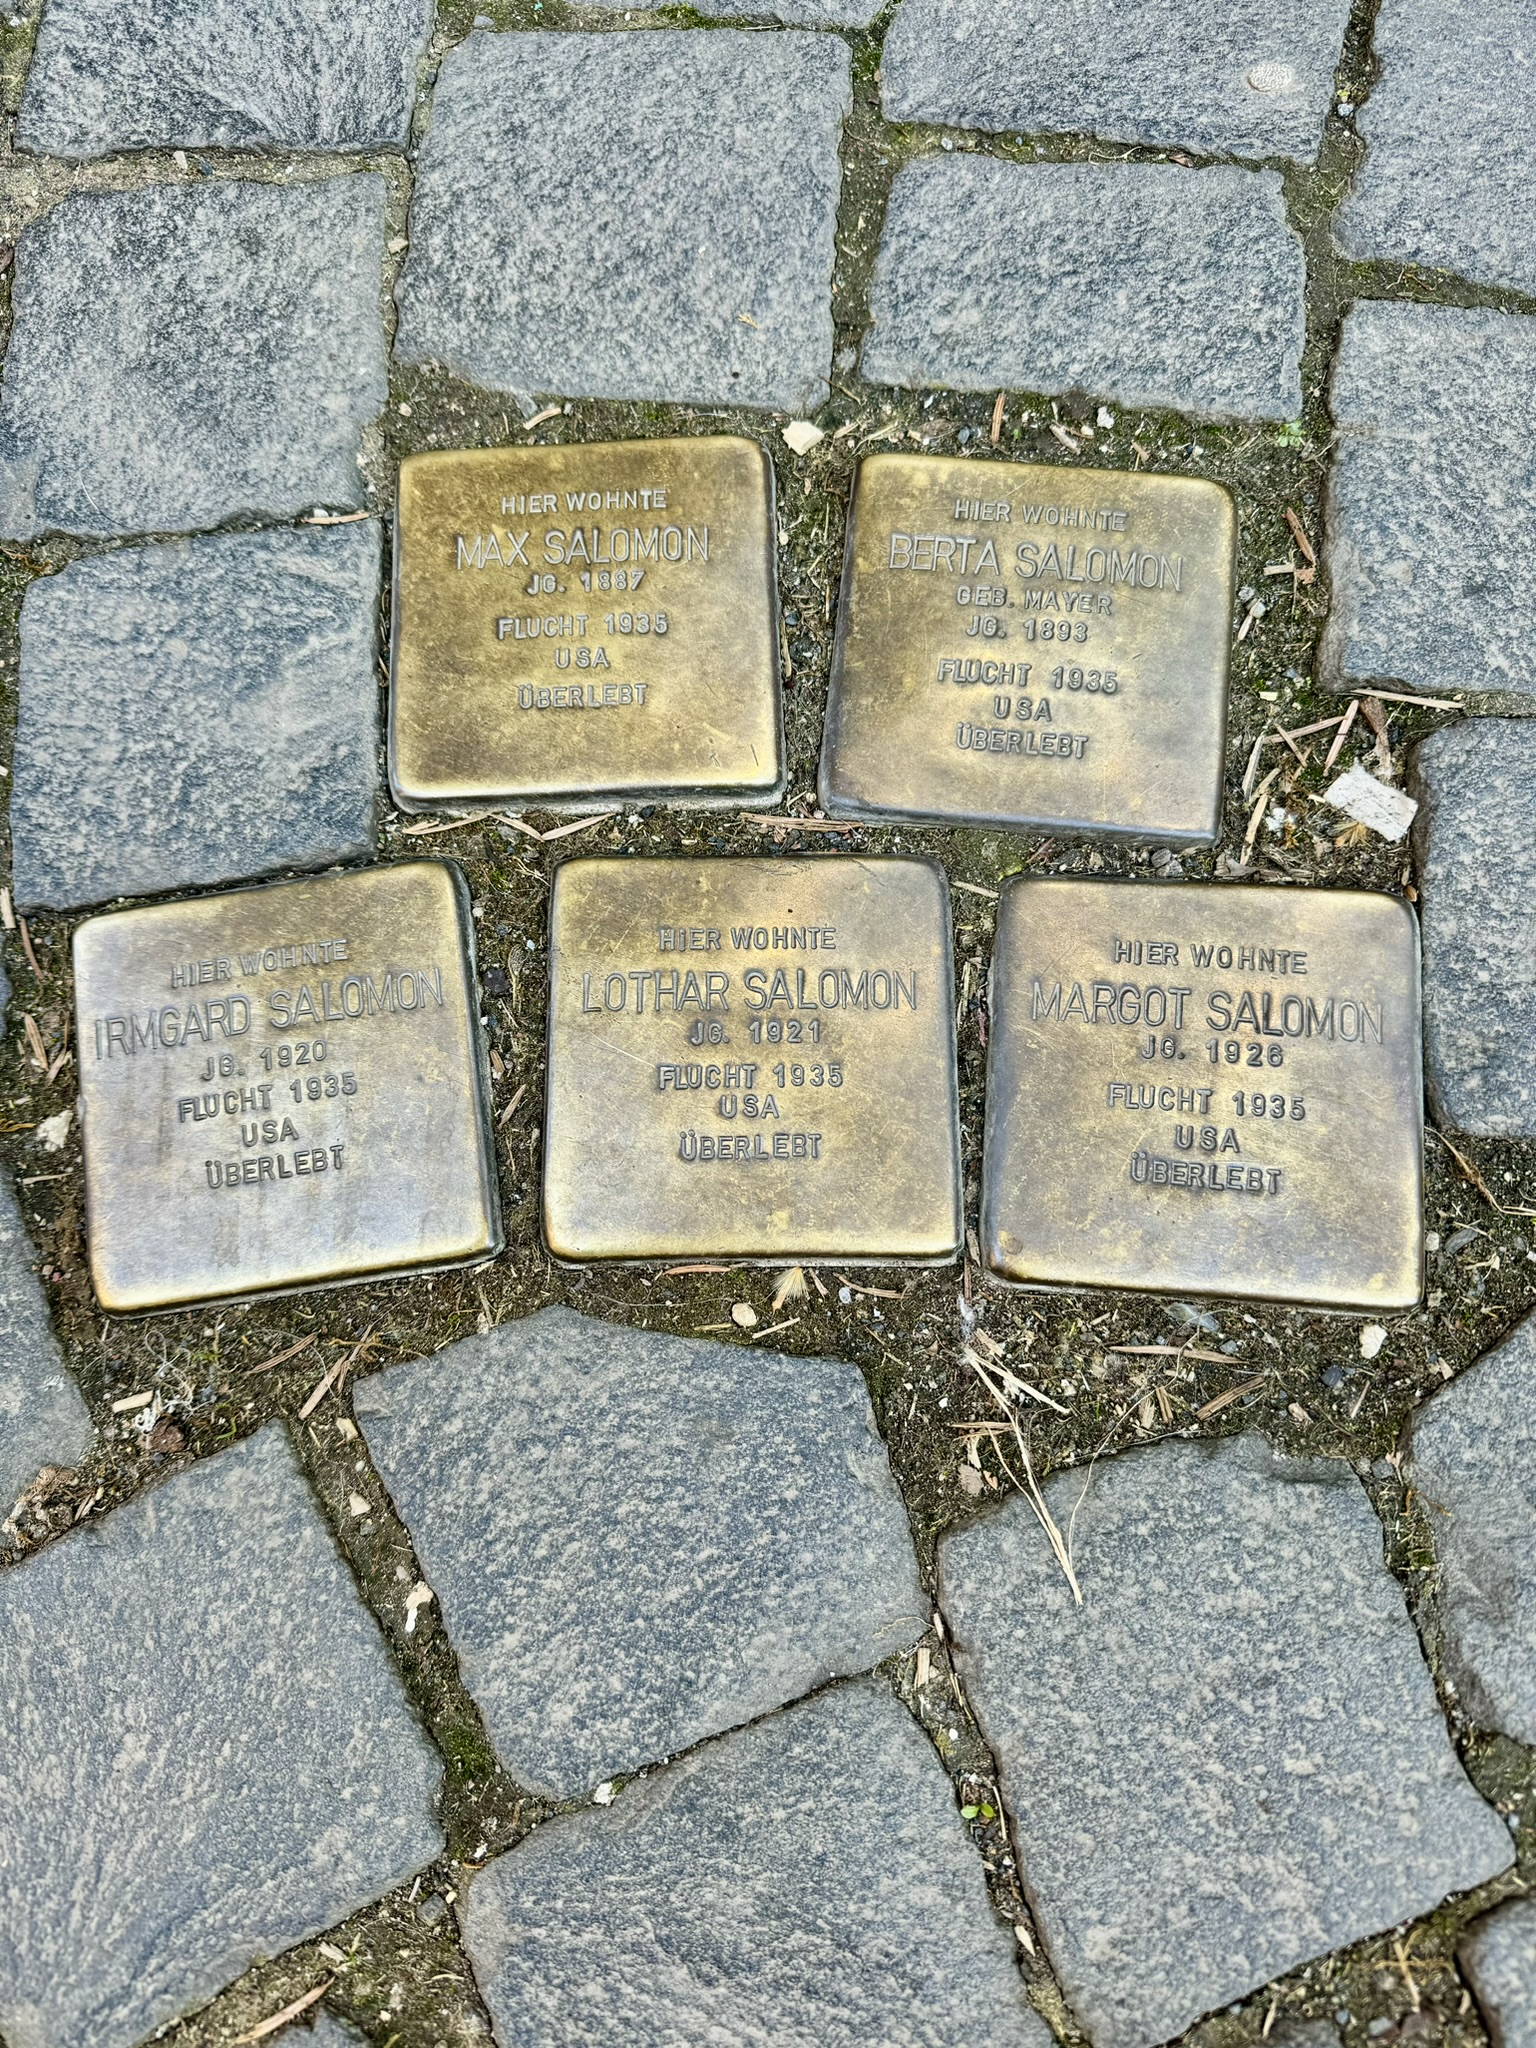 HIER WOHNTE
MAX SALOMON
JG. 1887
FLUCHT 1935
USA
ÜBERLEBT
HIER WOHNTE
BERTA SALOMON
GEB. MAYER
JG. 1893
FLUCHT 1935
USA
ÜBERLEBT
HIER WOHNTE
IRMGARD SALOMON
JG. 1920
FLUCHT 1935
USA
ÜBERLEBT
HIER WOHNTE
LOTHAR SALOMON
JG. 1921
FLUCHT 1935
USA
ÜBERLEBT
HIER WOHNTE
MARGOT SALOMON
JG. 1926
FLUCHT 1935
USA
ÜBERLEBT